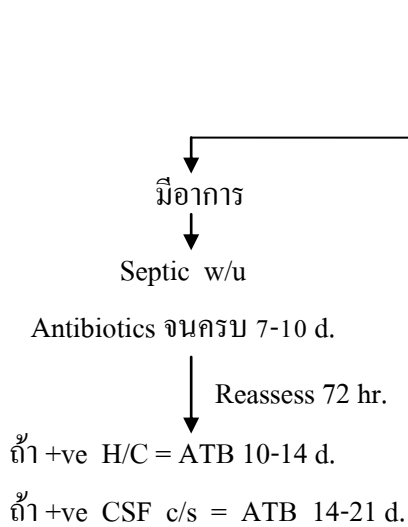 มีอาการ
Septic w/u
Antibiotics จนครบ 7-10 d.
Reassess 72 hr.
ถ้า +ve H/C = ATB 10-14 d.
ถ้า +ve CSF c/s = ATB 14-21 d.